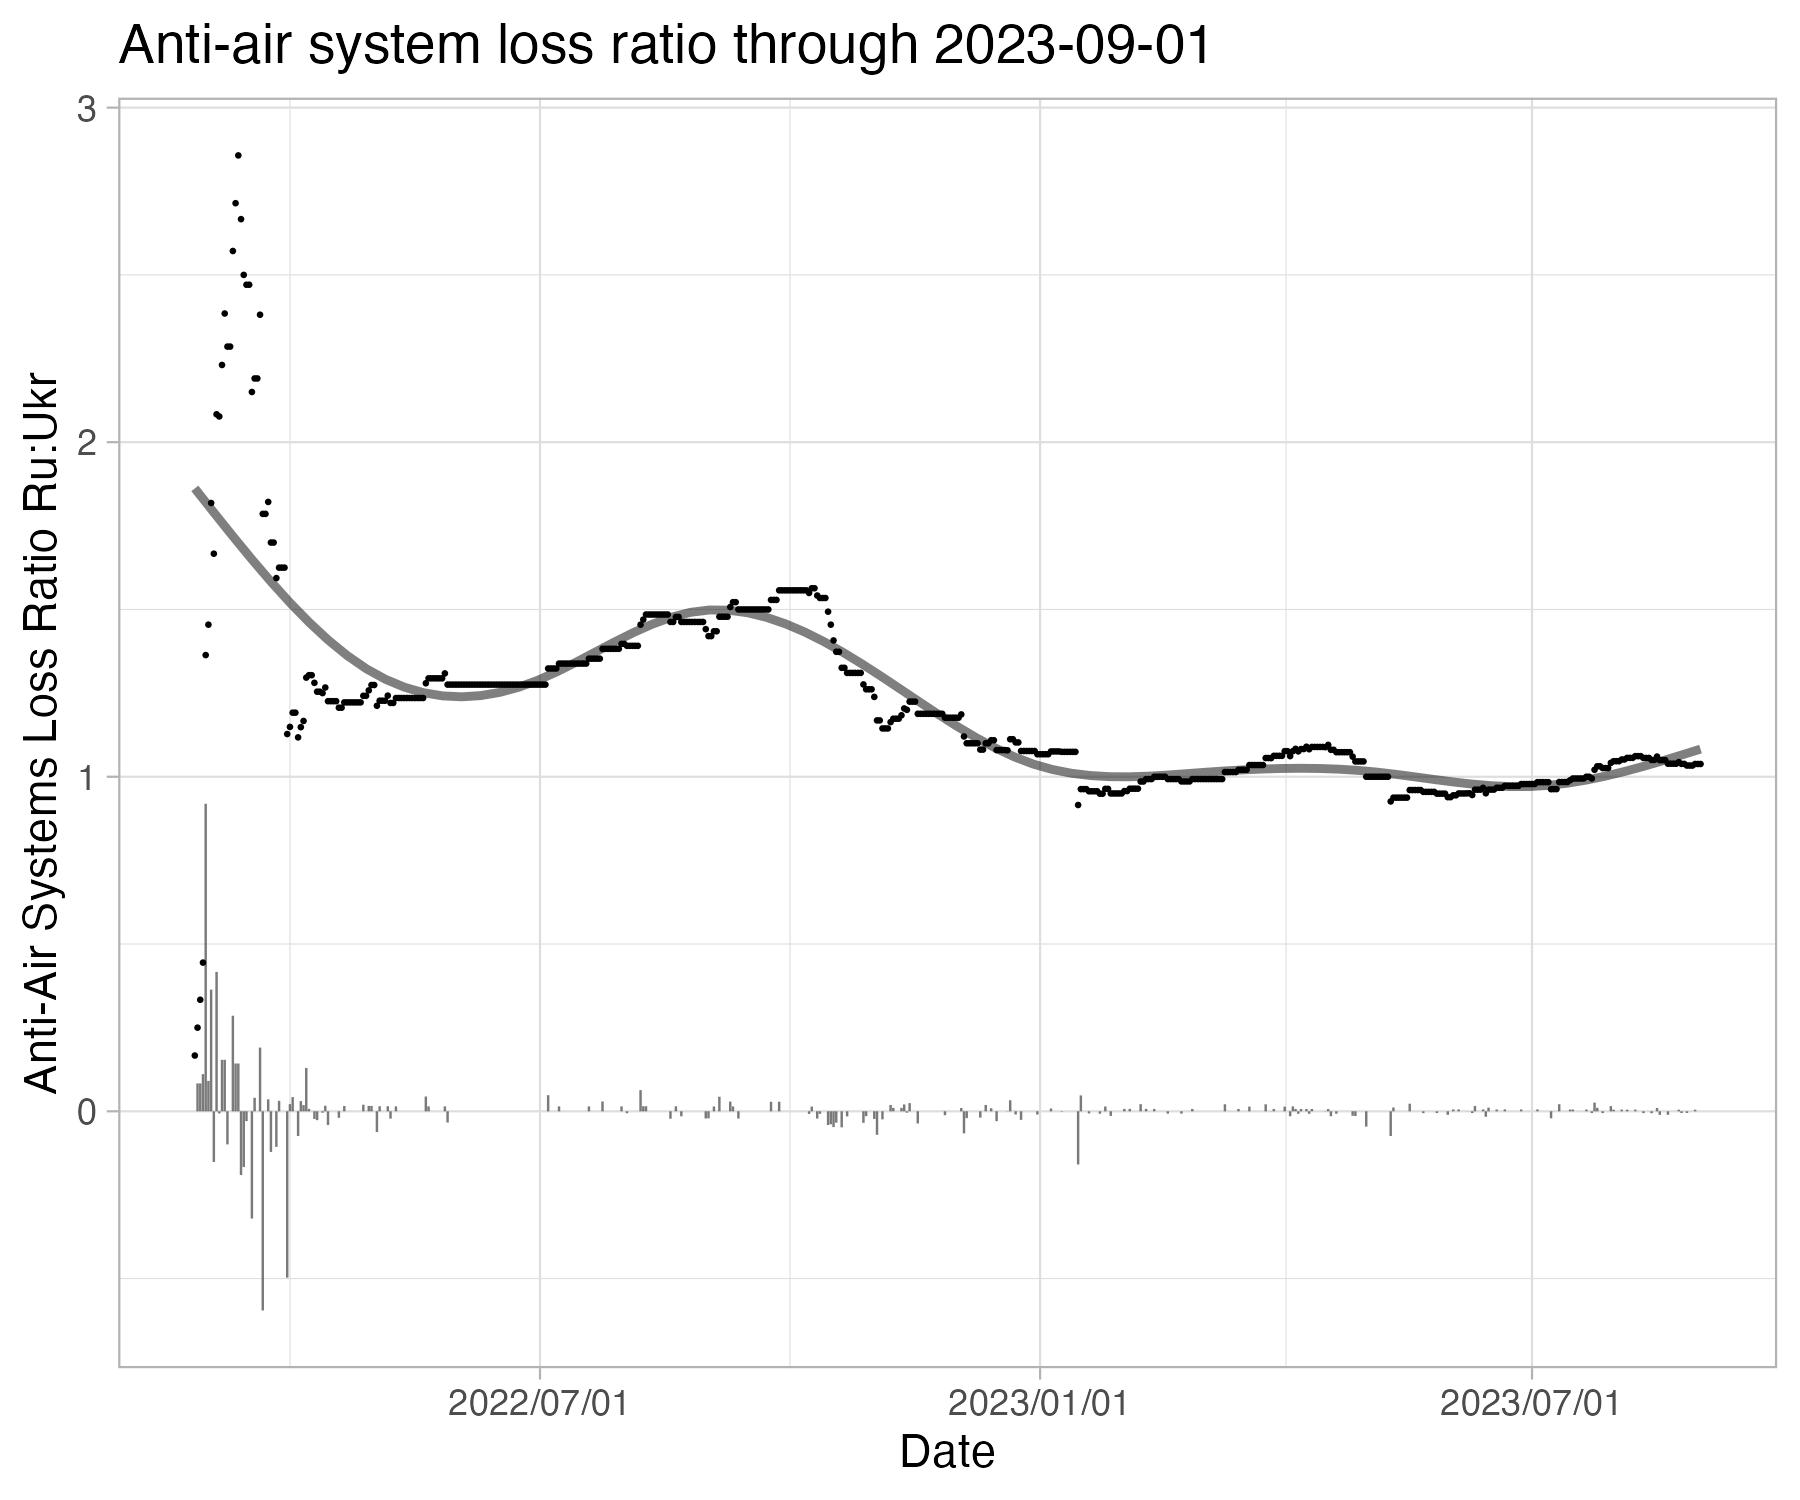 Anti-air system loss ratio through 2023-09-01
Anti-Air Systems Loss Ratio Ru:Ukr
3
2
1
0
2022/07/01
2023/01/01
2023/07/01
Date